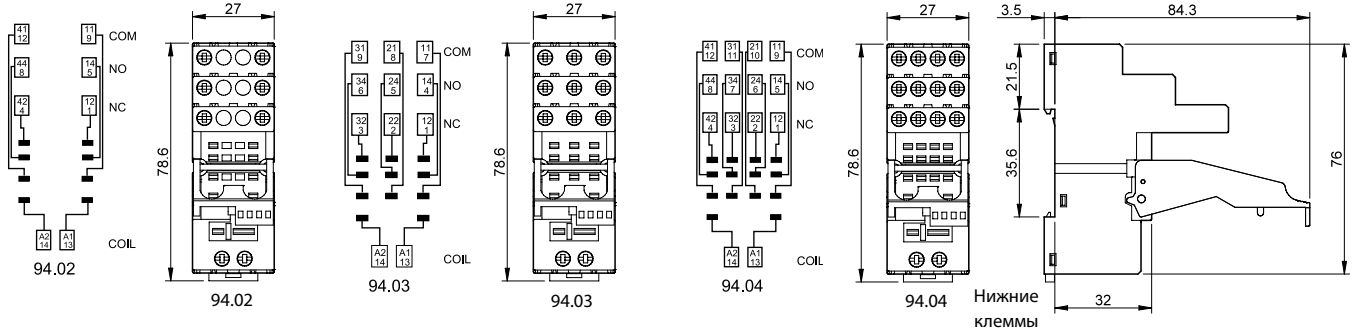 27
27
27
3.5
84.3
41 11
12 9
COM
44 14
8 5
NO
42 12
4 1
NC
A2 A1
14 13
COIL
94.02
78.6
94.02
31 21 11
9 8 7
COM
34 24 14
6 5 4
NO
32 22 12
3 2 1
NC
A2 A1
14 13
COIL
94.03
78.6
94.03
41 31 21 11
12 11 10 9
COM
44 34 24 14
8 7 6 5
NO
42 32 22 12
4 3 2 1
NC
A2 A1
14 13
COIL
94.04
78.6
94.04
21.5
35.6
76
32
Нижние
клеммы